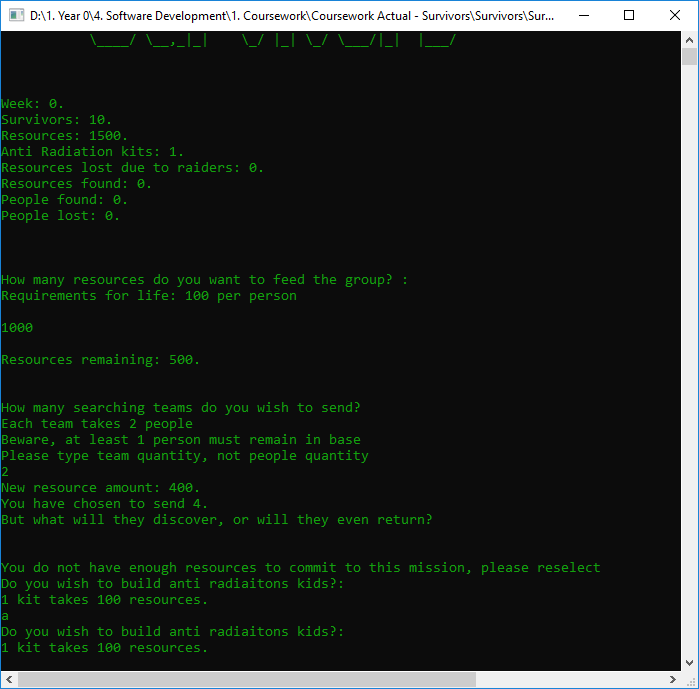 D:\1. Year 0\4. Software Development\1. Coursework\Coursework Actual - Survivors\Survivors\Sur...
\____/ \__,_|_|    \_/ |_| \_/ \___/|_|  |___/
Week: 0.
Survivors: 10.
Resources: 1500.
Anti Radiation kits: 1.
Resources lost due to raiders: 0.
Resources found: 0.
People found: 0.
People lost: 0.
How many resources do you want to feed the group? :
Requirements for life: 100 per person
1000
Resources remaining: 500.
How many searching teams do you wish to send?
Each team takes 2 people
Beware, at least 1 person must remain in base
Please type team quantity, not people quantity
2
New resource amount: 400.
You have chosen to send 4.
But what will they discover, or will they even return?
You do not have enough resources to commit to this mission, please reselect
Do you wish to build anti radiaitons kids?:
1 kit takes 100 resources.
a
Do you wish to build anti radiaitons kids?:
1 kit takes 100 resources.